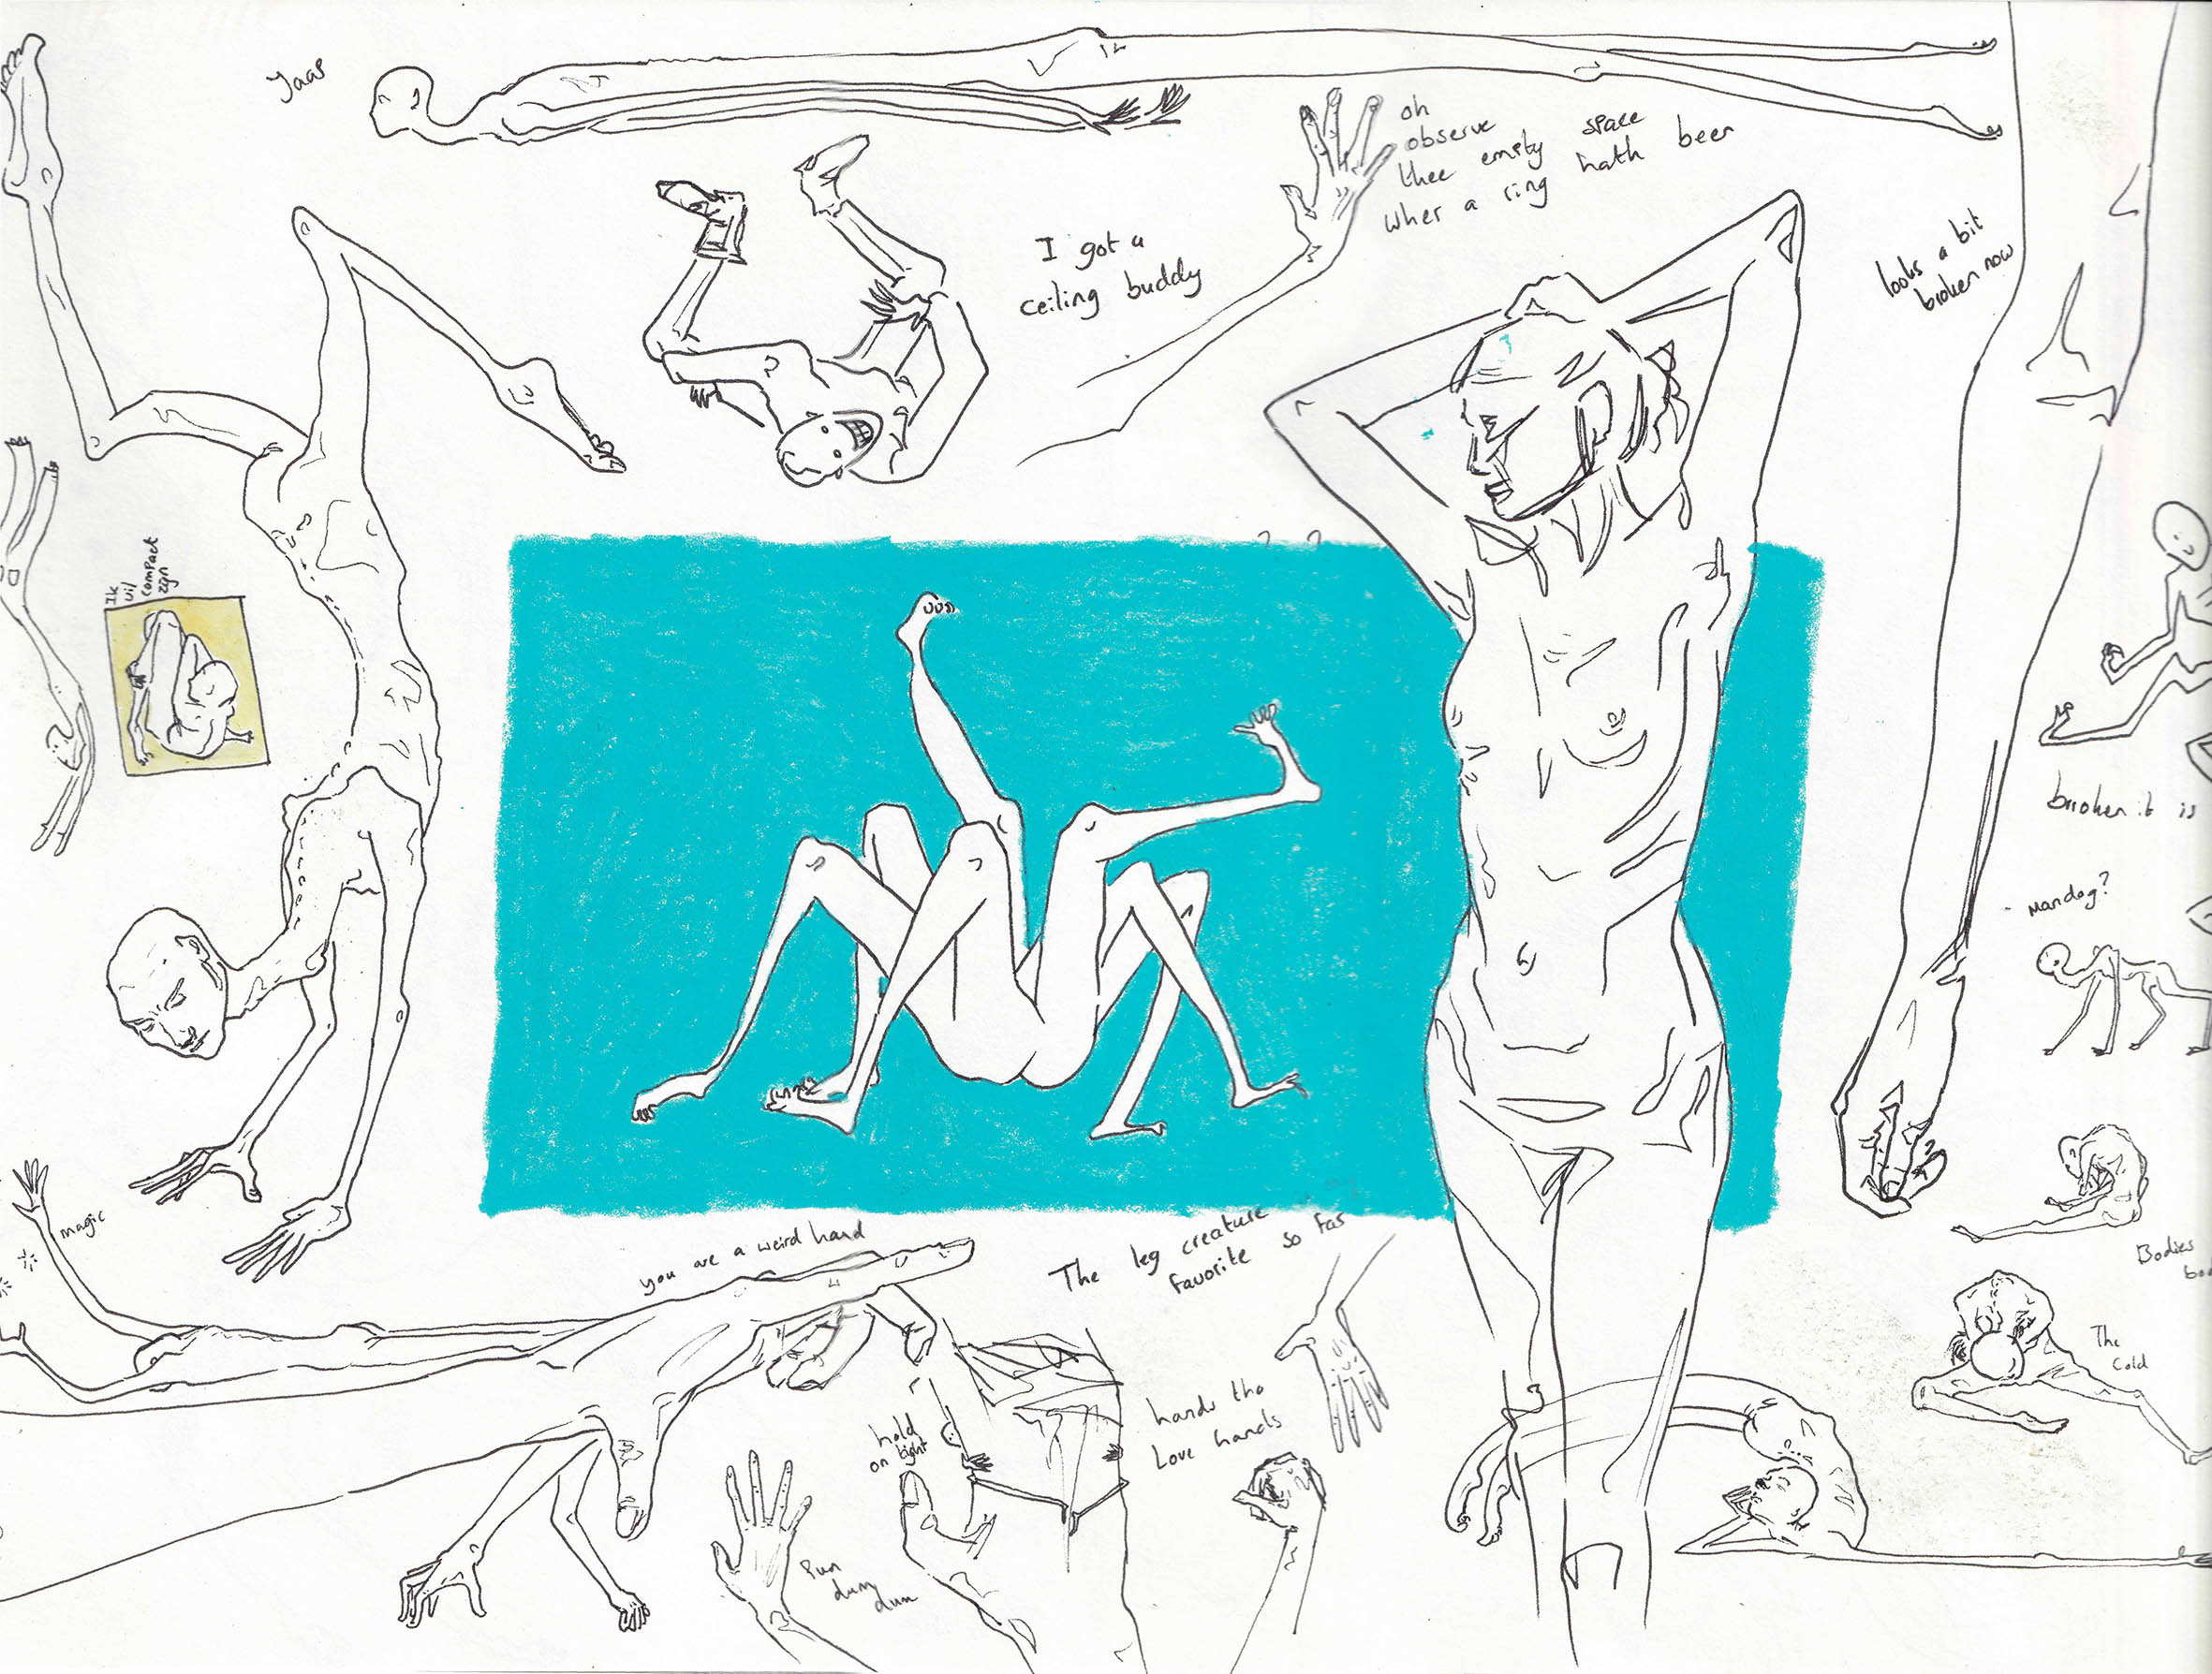 Jaas
oh
observe
thee empty space
wher a ring hath been
I got a
ceiling buddy
looks a bit
broken now
Ik
wil
compact
zijn
broken it is
mandog?
magic
you are a weird hand
The leg creature
favorite so far
Bodies
The
Cold
hold
on tight
hands tho
Love hands
Pum
dum
dum